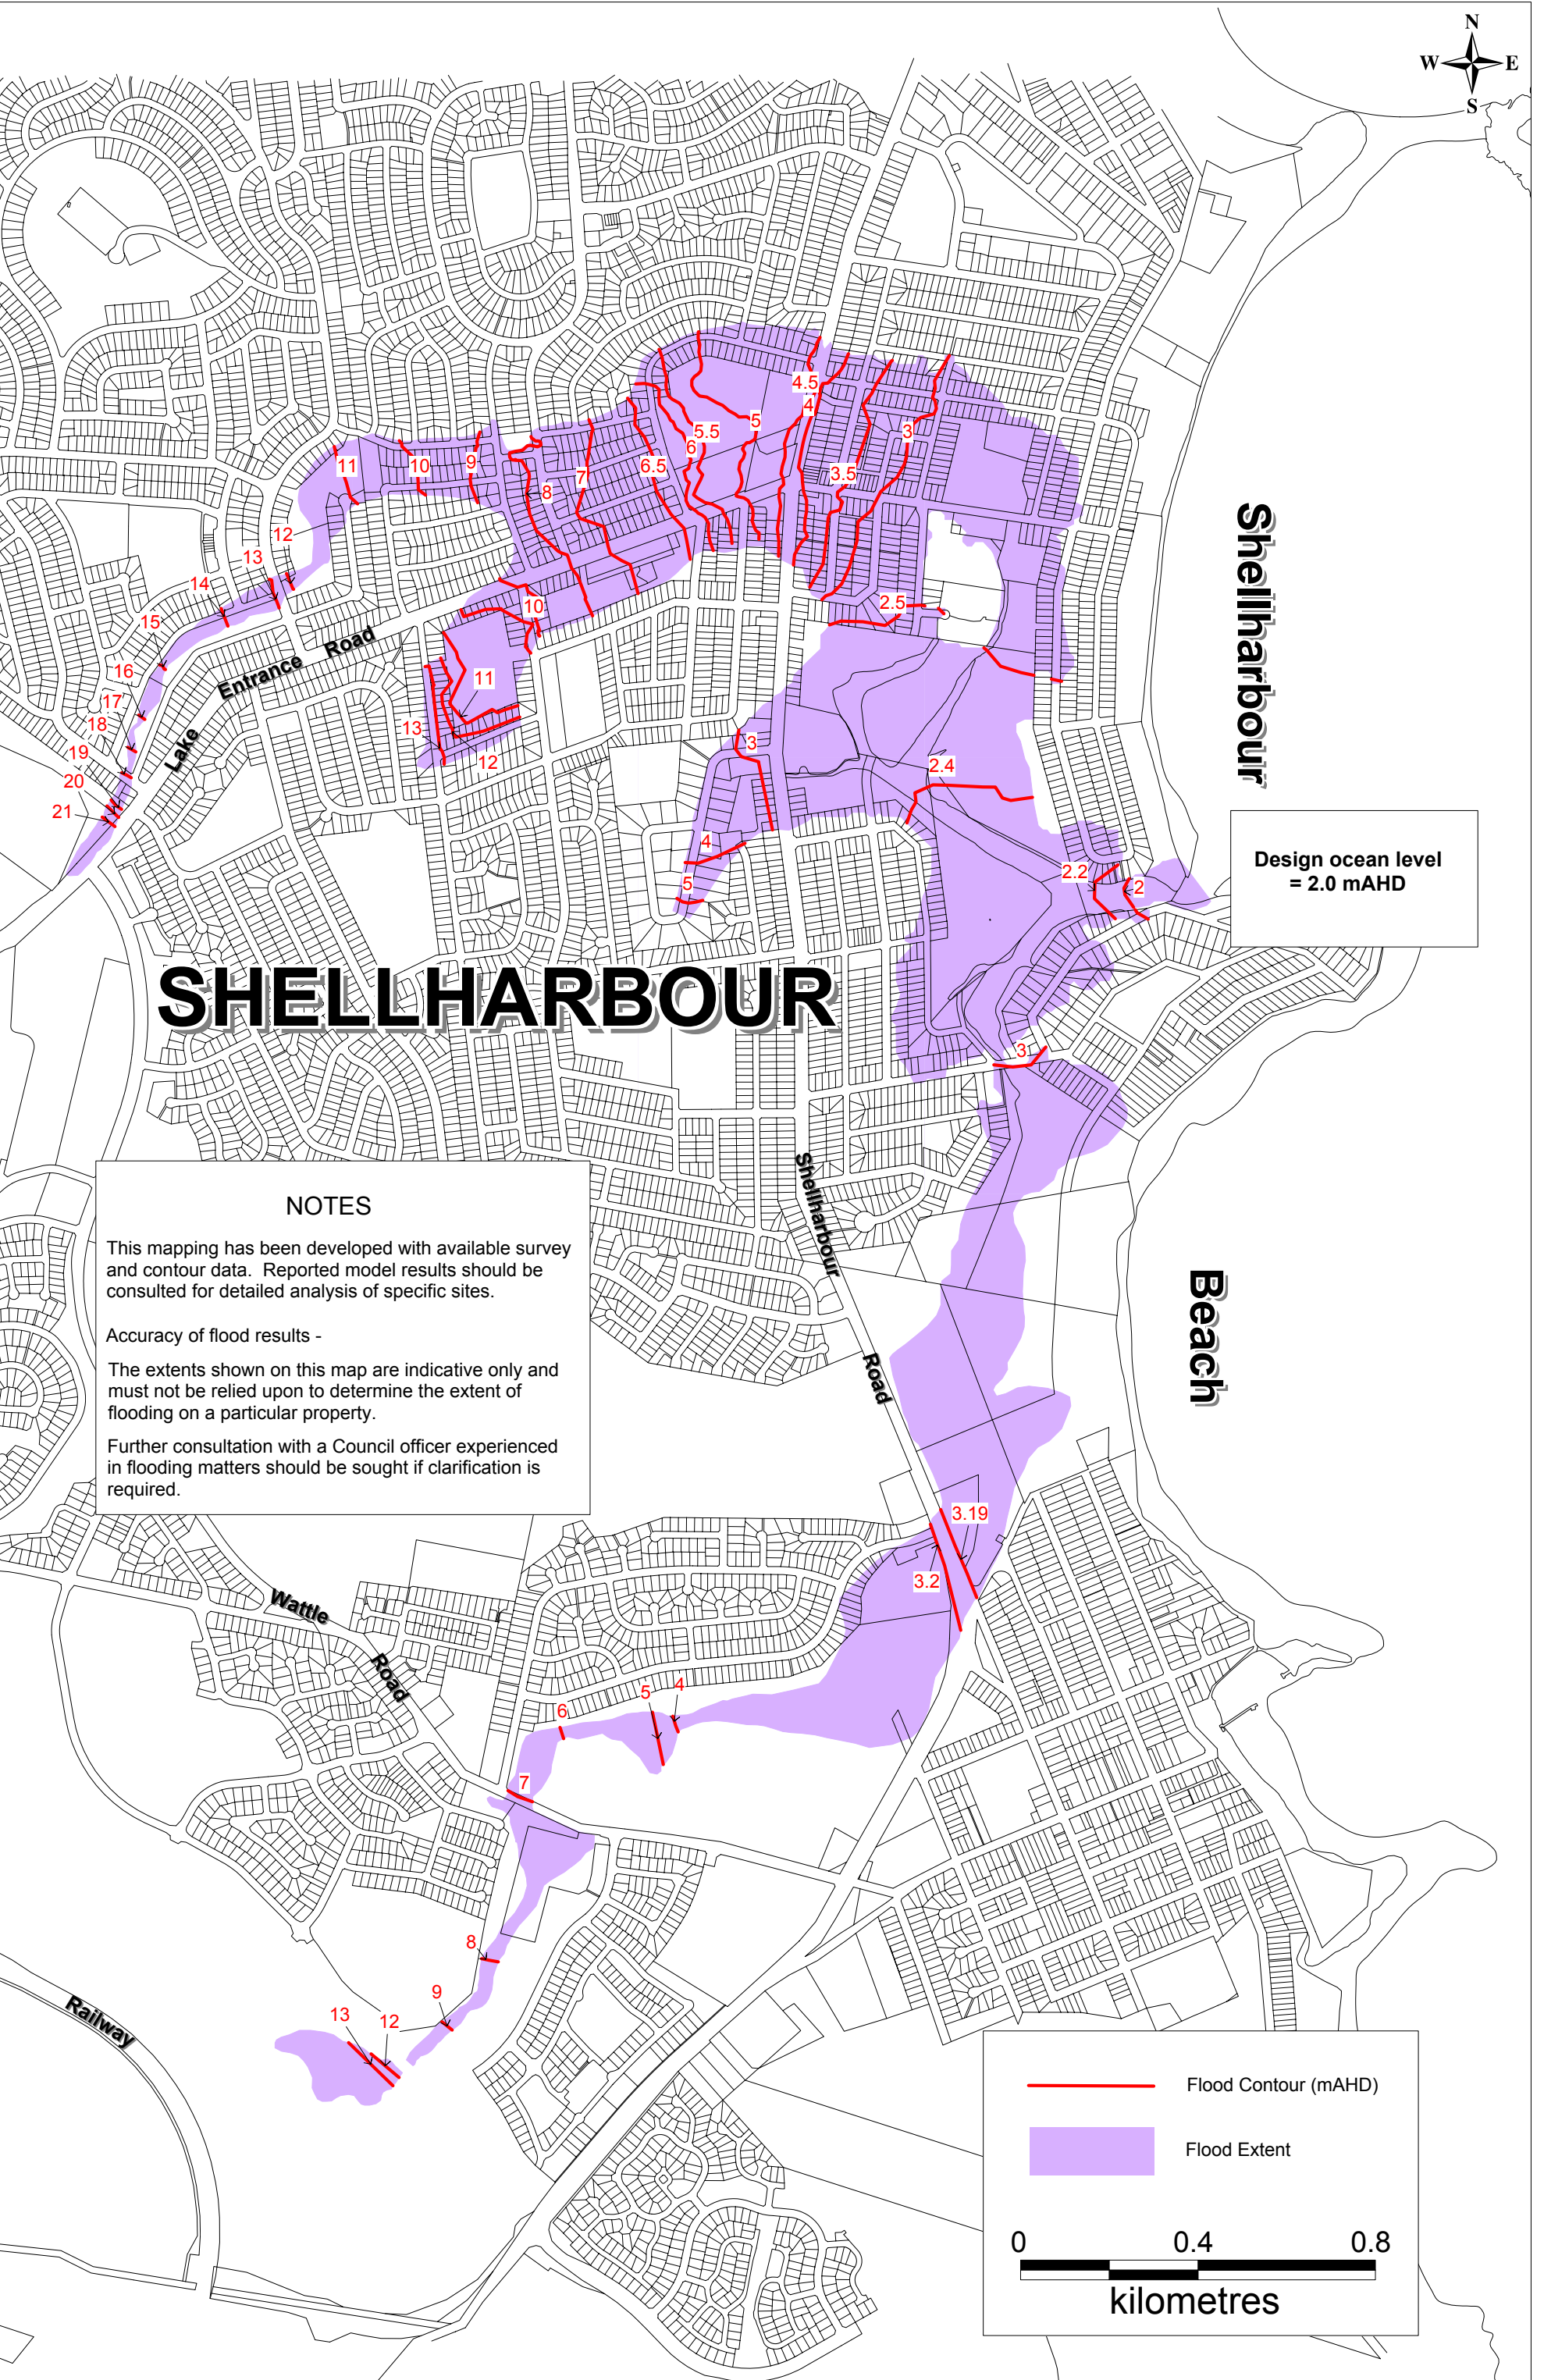 N
W E
S
4.5
4
5
3
5.5
6
11
10
9
6.5
3.5
7
8
12
13
14
2.5
10
15
Entrance Road
16
11
17
13
18
Lake
3
19
12
2.4
20
21
4
2.2
2
5
Shellharbour
Design ocean level
= 2.0 mAHD
SHELLHARBOUR
3
Shellharbour
NOTES
This mapping has been developed with available survey
and contour data. Reported model results should be
consulted for detailed analysis of specific sites.
Accuracy of flood results -
The extents shown on this map are indicative only and
must not be relied upon to determine the extent of
flooding on a particular property.
Further consultation with a Council officer experienced
in flooding matters should be sought if clarification is
required.
Beach
Road
3.19
3.2
Wattle
Road
5
4
6
7
8
9
13
12
Railway
Flood Contour (mAHD)
Flood Extent
0 0.4 0.8
kilometres